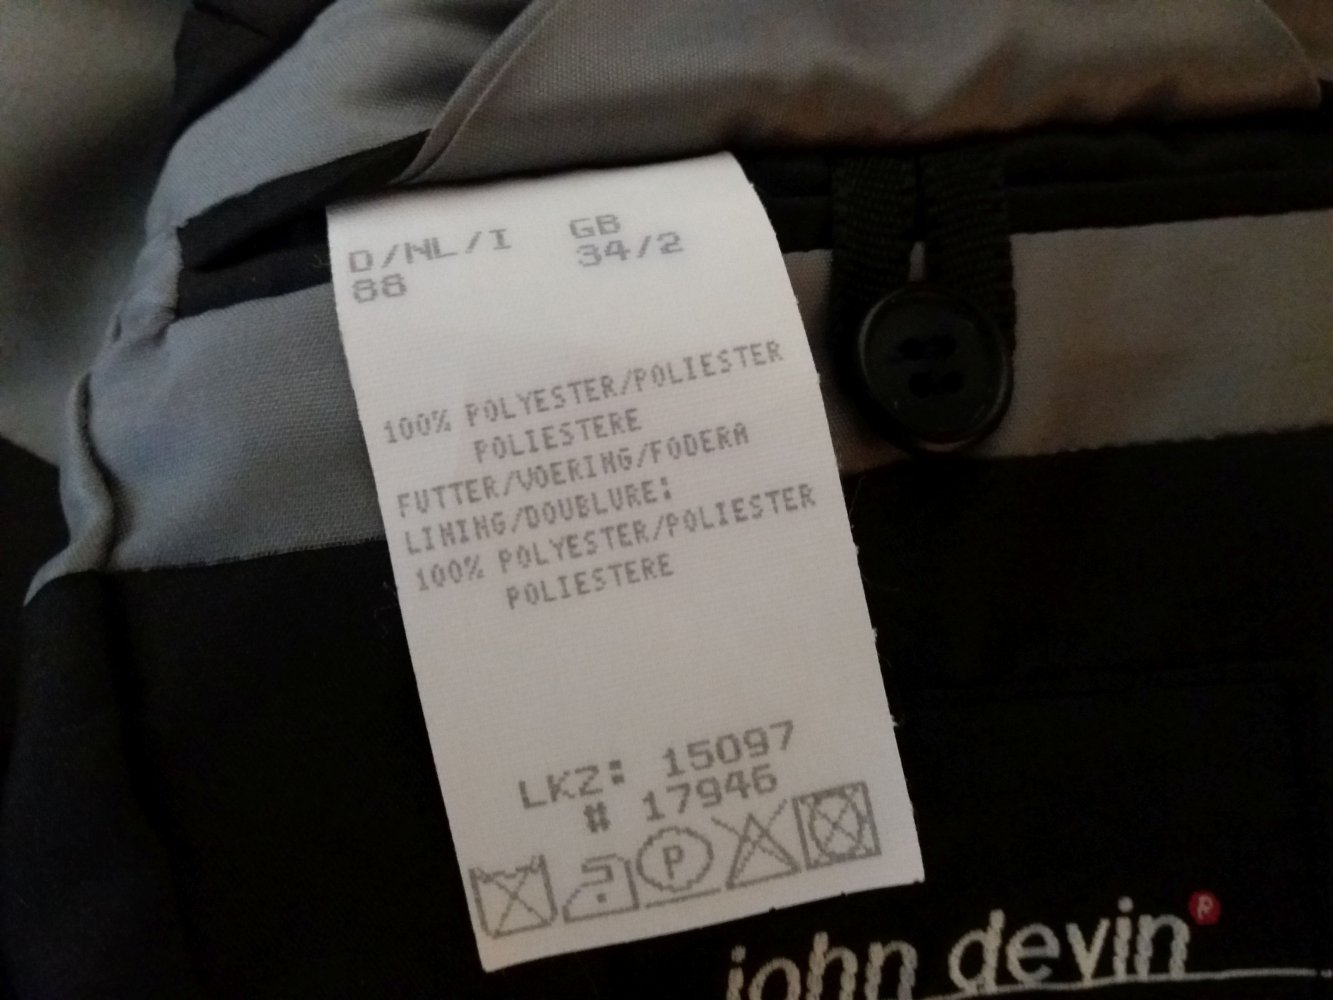 D/NL/I GB
88 34/2
100% POLYESTER/POLIESTER
POLIESTERE
FUTTER/VOERING/FODERA
LINING/DOUBLURE:
100% POLYESTER/POLIESTER
POLIESTERE
LKZ: 15097
# 17946
P
john devin®